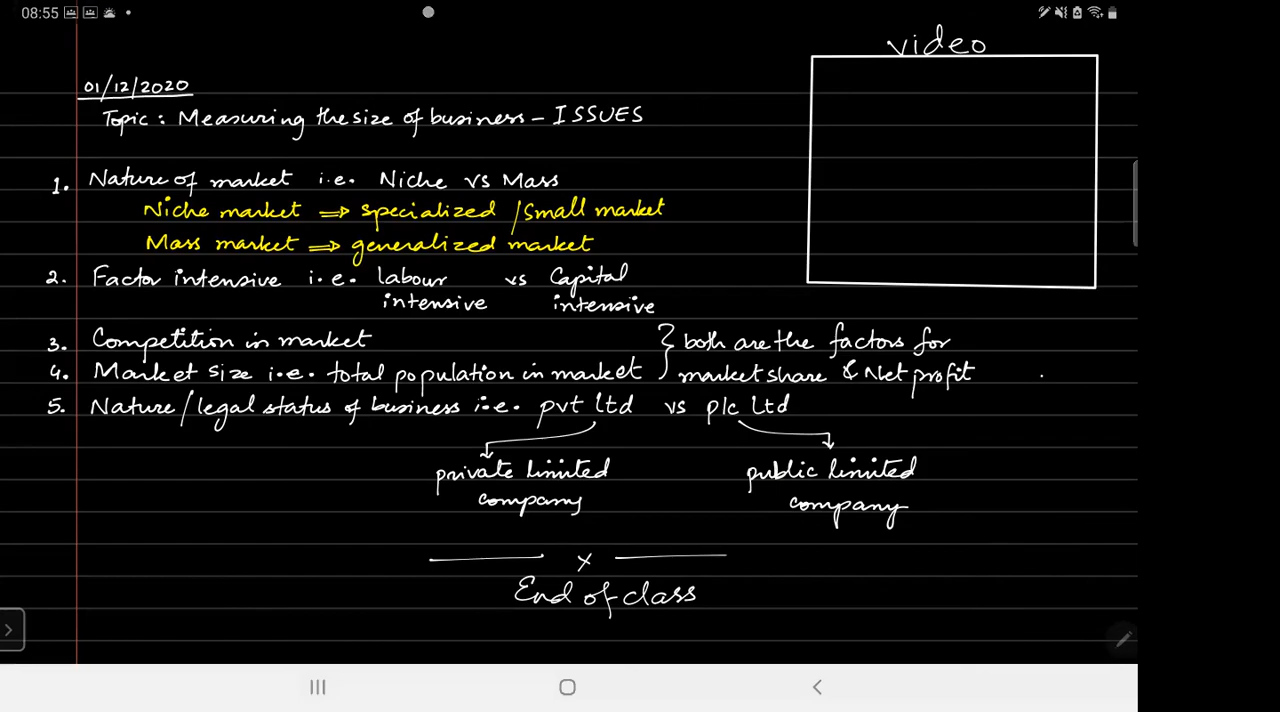 08:55
video
01/12/2020
Topic: Measuring the size of business - ISSUES
1. Nature of market i.e. Niche vs Mass
Niche market ⇒ specialized / small market
Mass market ⇒ generalized market
2. Factor intensive i.e. labour intensive vs Capital intensive
3. Competition in market
4. Market size i.e. total population in market
} both are the factors for
market share & Net profit
5. Nature / legal status of business i.e. pvt ltd vs plc Ltd
private limited
company
public limited
company
x
End of class